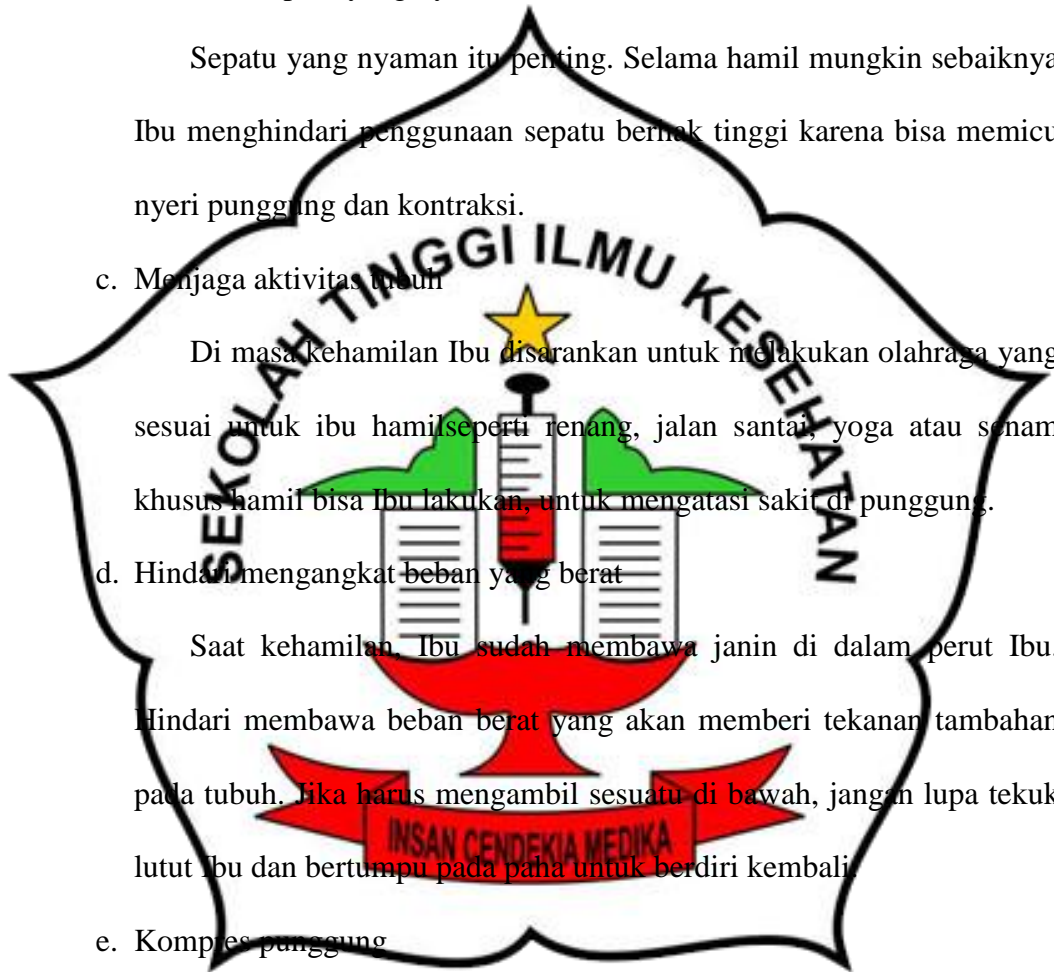 Sepatu yang nyaman itu penting. Selama hamil mungkin sebaiknya
Ibu menghindari penggunaan sepatu berhak tinggi karena bisa memicu
nyeri punggung dan kontraksi.
c. Menjaga aktivitas tubuh
Di masa kehamilan Ibu disarankan untuk melakukan olahraga yang
sesuai untuk ibu hamilseperti renang, jalan santai, yoga atau senam
khusus hamil bisa Ibu lakukan, untuk mengatasi sakit di punggung.
d. Hindari mengangkat beban yang berat
Saat kehamilan, Ibu sudah membawa janin di dalam perut Ibu.
Hindari membawa beban berat yang akan memberi tekanan tambahan
pada tubuh. Jika harus mengambil sesuatu di bawah, jangan lupa tekuk
lutut Ibu dan bertumpu pada paha untuk berdiri kembali.
e. Kompres punggung
SEKOLAH TINGGI ILMU KESEHATAN
INSAN CENDEKIA MEDIKA